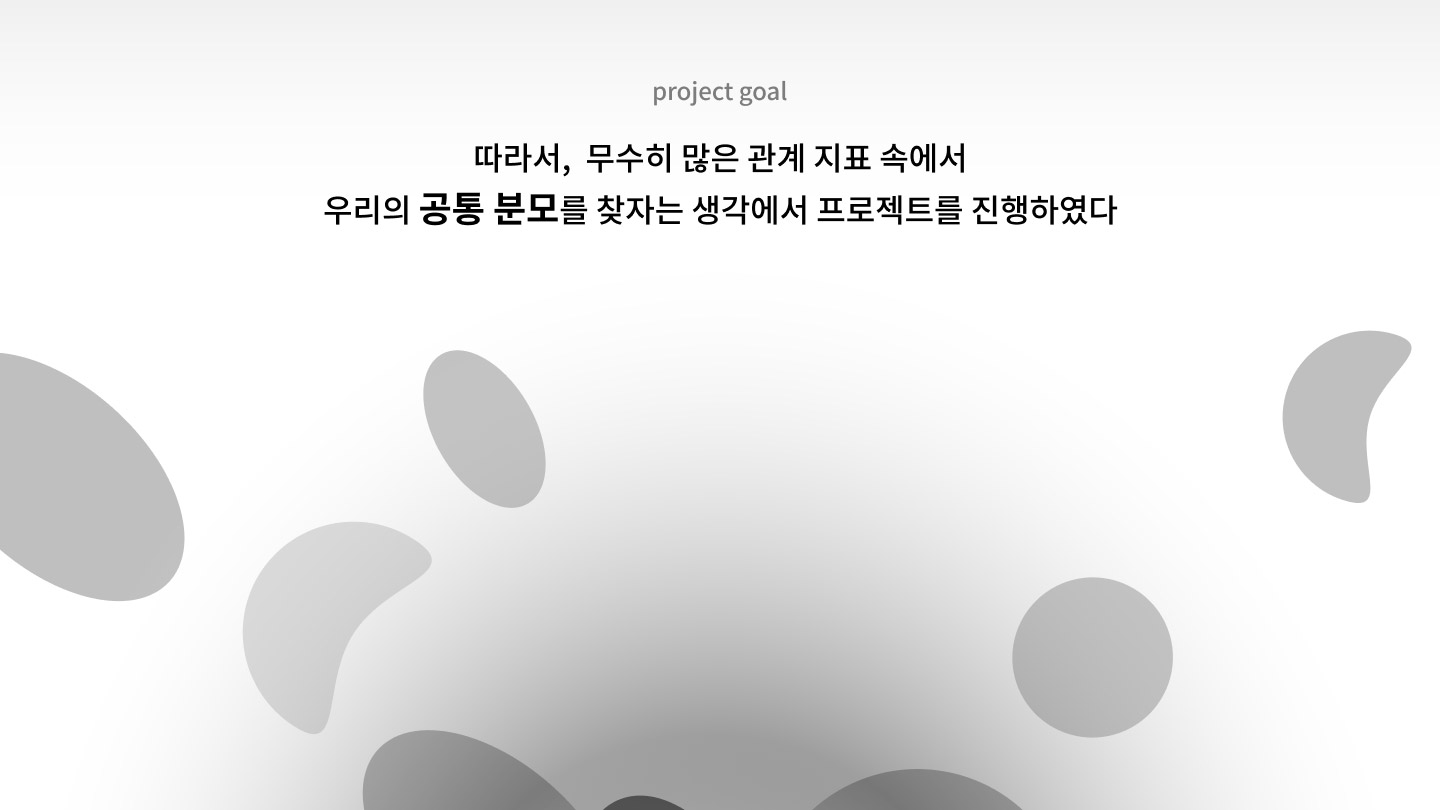 project goal
따라서,  무수히 많은 관계 지표 속에서
우리의 공통 분모를 찾자는 생각에서 프로젝트를 진행하였다